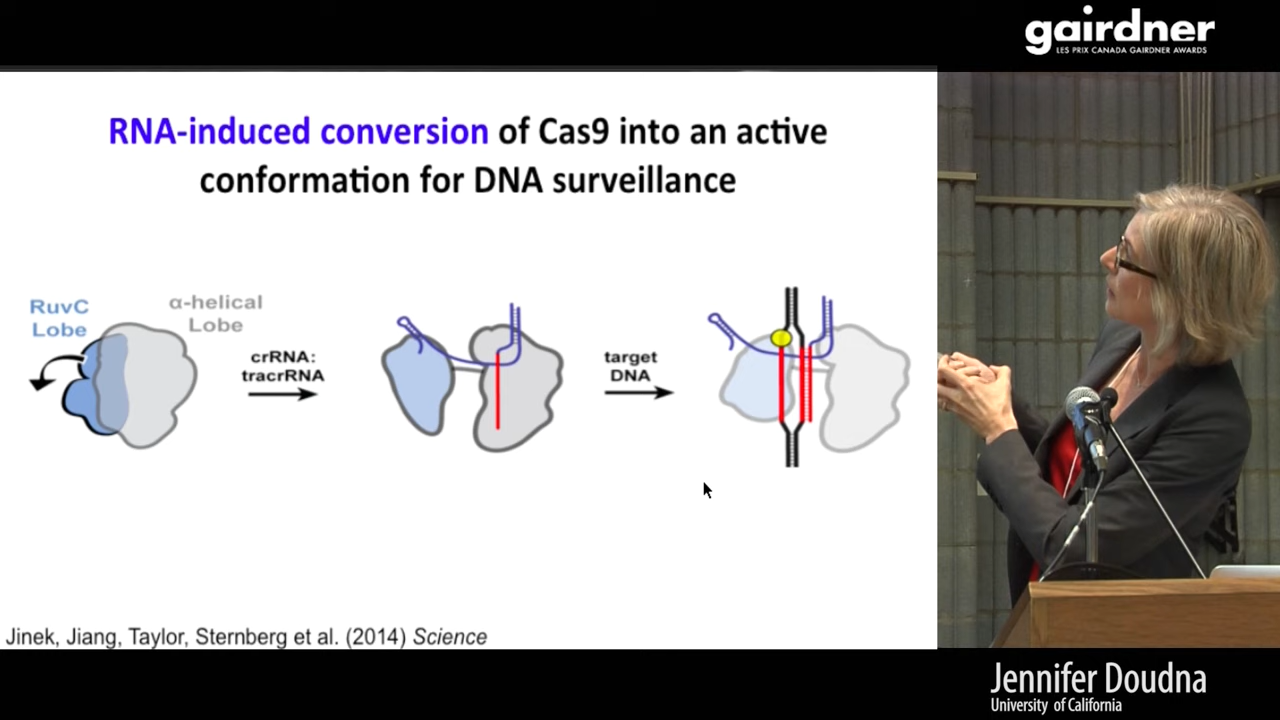 gairdner
LES PRIX CANADA GAIRDNER AWARDS
RNA-induced conversion of Cas9 into an active
conformation for DNA surveillance
RuvC
Lobe
α-helical
Lobe
crRNA:
tracrRNA
target
DNA
Jinek, Jiang, Taylor, Sternberg et al. (2014) Science
Jennifer Doudna
University of California